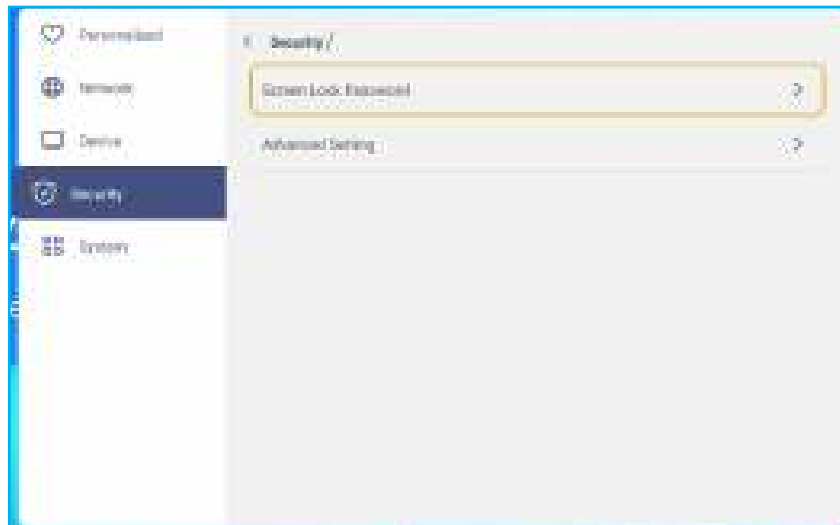 Personalized
Network
Device
Security
System
Security /
Screen Lock Password
Advanced Setting